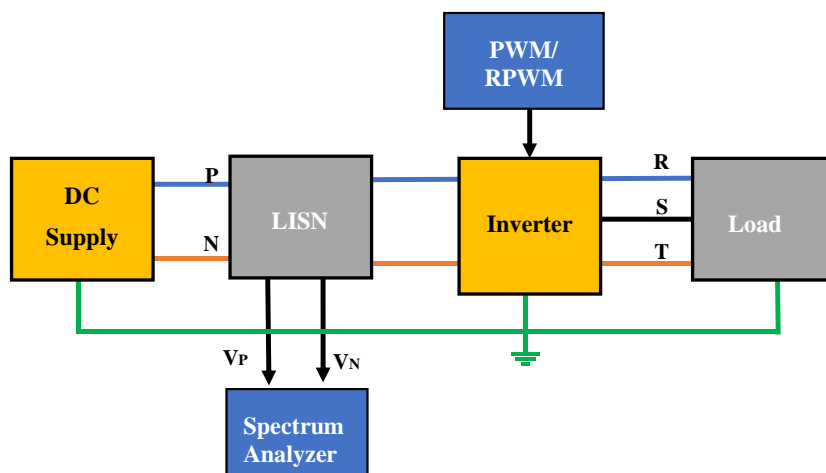 PWM/
RPWM
DC
Supply
P
N
LISN
Inverter
R
S
T
Load
VP
VN
Spectrum
Analyzer